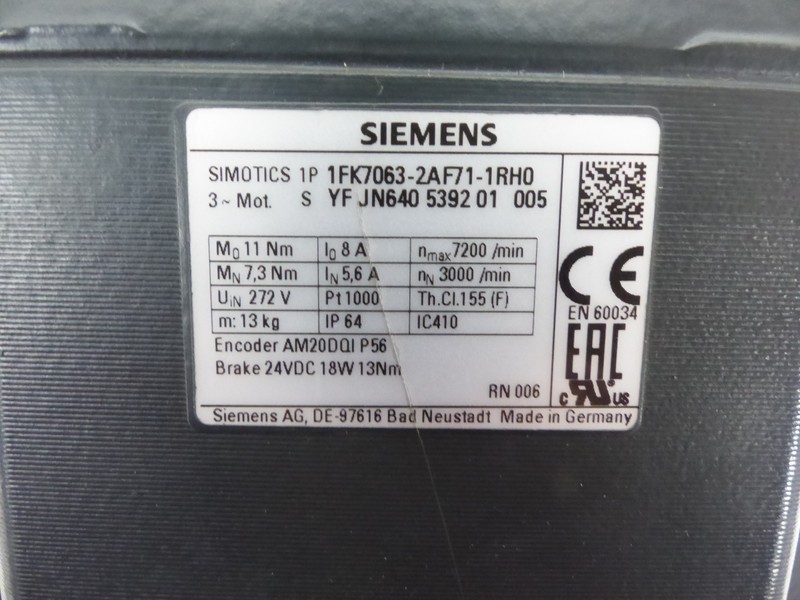 SIEMENS
SIMOTICS 1P 1FK7063-2AF71-1RH0
3 ~ Mot. S YF JN640 5392 01 005
M0 11 Nm I0 8 A nmax 7200 /min
MN 7,3 Nm IN 5,6 A nN 3000 /min
UiN 272 V Pt1000 Th.Cl.155 (F)
m: 13 kg IP 64 IC410
Encoder AM20DQI P56
Brake 24VDC 18W 13Nm
RN 006
CE
EN 60034
EAC
c RU US
Siemens AG, DE-97616 Bad Neustadt Made in Germany